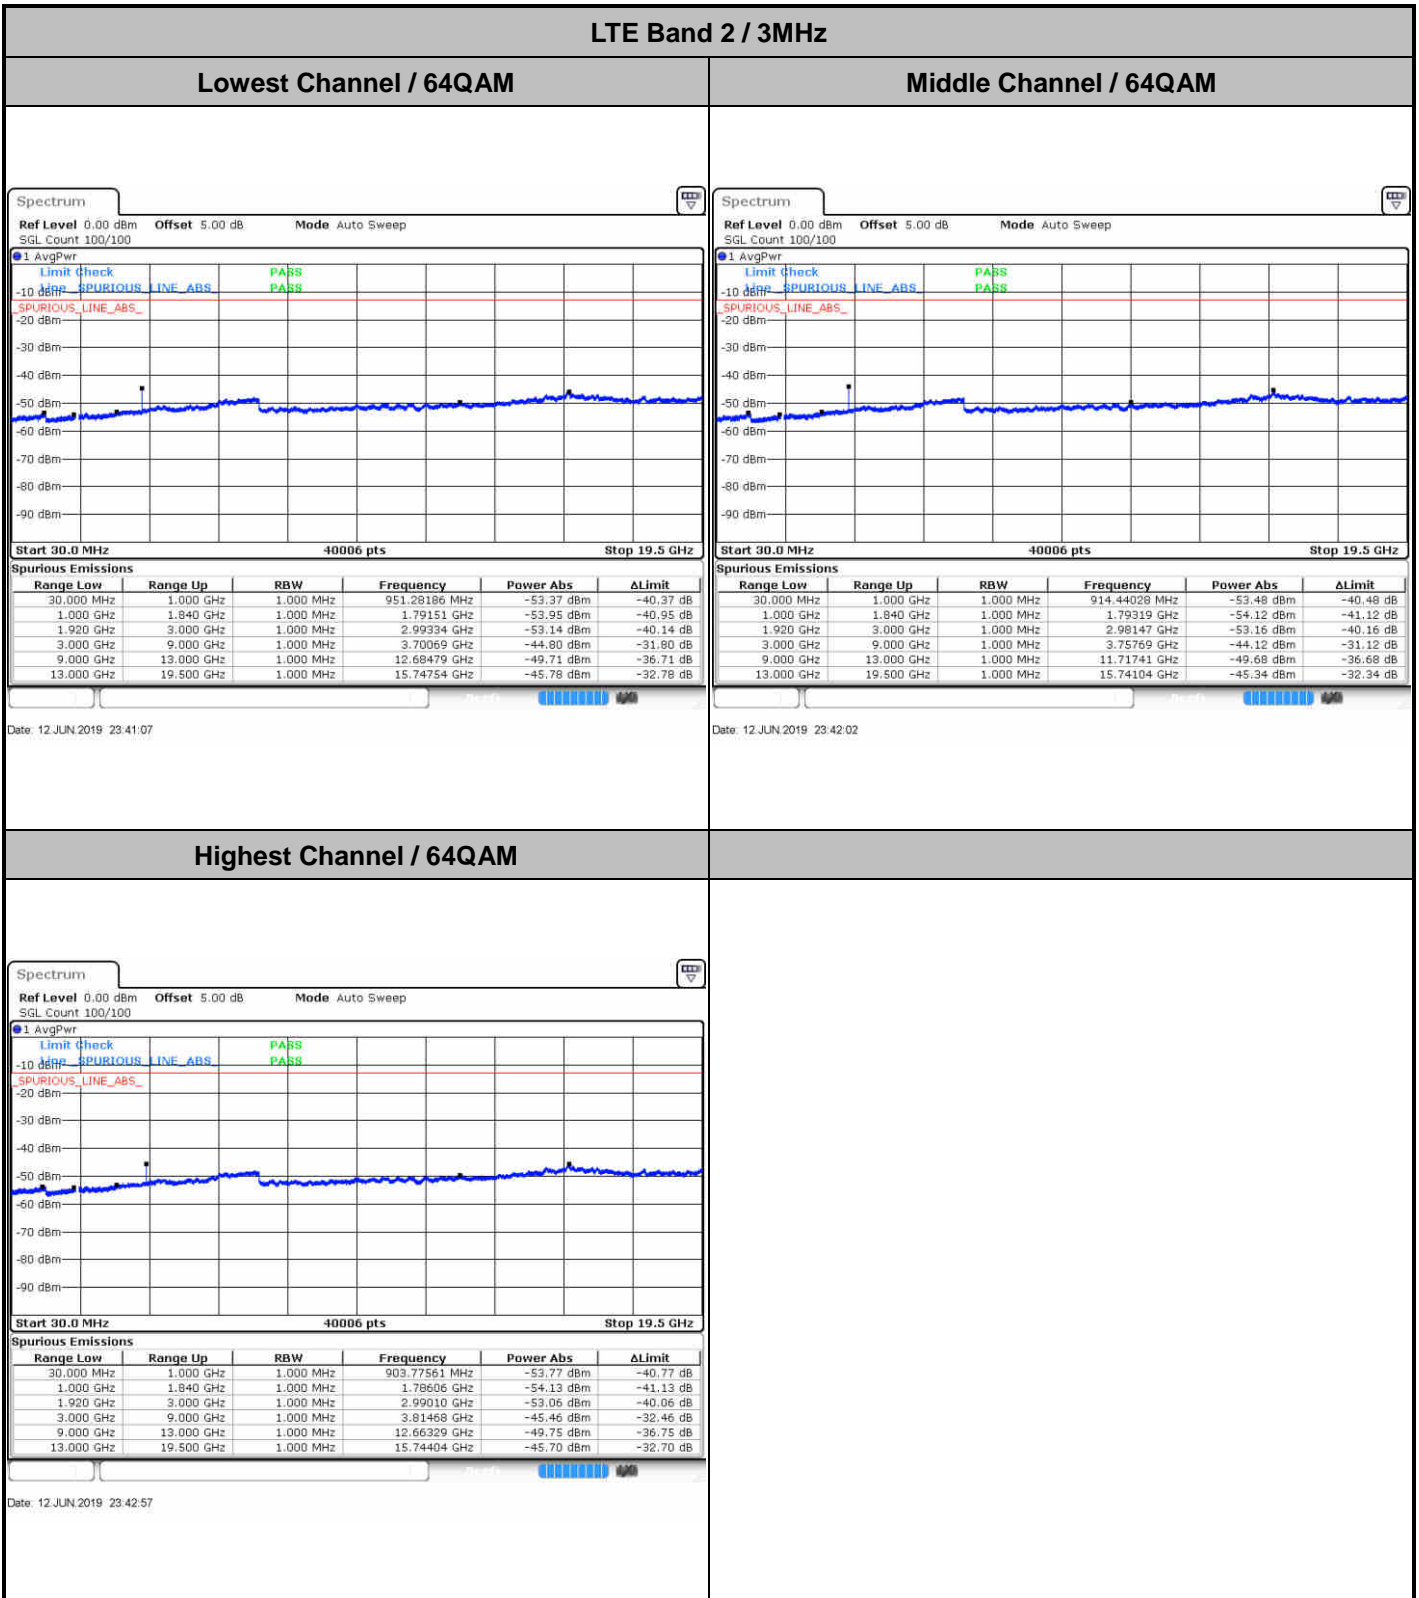 LTE Band 2 / 3MHz
Lowest Channel / 64QAM
Middle Channel / 64QAM
Spectrum
Ref Level 0.00 dBm Offset 5.00 dB Mode Auto Sweep
SGL Count 100/100
1 AvgPwr
Limit Check PASS
Line _SPURIOUS_LINE_ABS_ PASS
-10 dBm
_SPURIOUS_LINE_ABS_
-20 dBm
-30 dBm
-40 dBm
-50 dBm
-60 dBm
-70 dBm
-80 dBm
-90 dBm
Start 30.0 MHz 40006 pts Stop 19.5 GHz
Spurious Emissions
Range Low Range Up RBW Frequency Power Abs ΔLimit
30.000 MHz 1.000 GHz 1.000 MHz 951.28186 MHz -53.37 dBm -40.37 dB
1.000 GHz 1.840 GHz 1.000 MHz 1.79151 GHz -53.95 dBm -40.95 dB
1.920 GHz 3.000 GHz 1.000 MHz 2.99334 GHz -53.14 dBm -40.14 dB
3.000 GHz 9.000 GHz 1.000 MHz 3.70069 GHz -44.80 dBm -31.80 dB
9.000 GHz 13.000 GHz 1.000 MHz 12.68479 GHz -49.71 dBm -36.71 dB
13.000 GHz 19.500 GHz 1.000 MHz 15.74754 GHz -45.78 dBm -32.78 dB
Date: 12.JUN.2019 23:41:07
Spectrum
Ref Level 0.00 dBm Offset 5.00 dB Mode Auto Sweep
SGL Count 100/100
1 AvgPwr
Limit Check PASS
Line _SPURIOUS_LINE_ABS_ PASS
-10 dBm
_SPURIOUS_LINE_ABS_
-20 dBm
-30 dBm
-40 dBm
-50 dBm
-60 dBm
-70 dBm
-80 dBm
-90 dBm
Start 30.0 MHz 40006 pts Stop 19.5 GHz
Spurious Emissions
Range Low Range Up RBW Frequency Power Abs ΔLimit
30.000 MHz 1.000 GHz 1.000 MHz 914.44028 MHz -53.48 dBm -40.48 dB
1.000 GHz 1.840 GHz 1.000 MHz 1.79319 GHz -54.12 dBm -41.12 dB
1.920 GHz 3.000 GHz 1.000 MHz 2.98147 GHz -53.16 dBm -40.16 dB
3.000 GHz 9.000 GHz 1.000 MHz 3.75769 GHz -44.12 dBm -31.12 dB
9.000 GHz 13.000 GHz 1.000 MHz 11.71741 GHz -49.68 dBm -36.68 dB
13.000 GHz 19.500 GHz 1.000 MHz 15.74104 GHz -45.34 dBm -32.34 dB
Date: 12.JUN.2019 23:42:02
Highest Channel / 64QAM
Spectrum
Ref Level 0.00 dBm Offset 5.00 dB Mode Auto Sweep
SGL Count 100/100
1 AvgPwr
Limit Check PASS
Line _SPURIOUS_LINE_ABS_ PASS
-10 dBm
_SPURIOUS_LINE_ABS_
-20 dBm
-30 dBm
-40 dBm
-50 dBm
-60 dBm
-70 dBm
-80 dBm
-90 dBm
Start 30.0 MHz 40006 pts Stop 19.5 GHz
Spurious Emissions
Range Low Range Up RBW Frequency Power Abs ΔLimit
30.000 MHz 1.000 GHz 1.000 MHz 903.77561 MHz -53.77 dBm -40.77 dB
1.000 GHz 1.840 GHz 1.000 MHz 1.78606 GHz -54.13 dBm -41.13 dB
1.920 GHz 3.000 GHz 1.000 MHz 2.99010 GHz -53.06 dBm -40.06 dB
3.000 GHz 9.000 GHz 1.000 MHz 3.81468 GHz -45.46 dBm -32.46 dB
9.000 GHz 13.000 GHz 1.000 MHz 12.66329 GHz -49.75 dBm -36.75 dB
13.000 GHz 19.500 GHz 1.000 MHz 15.74404 GHz -45.70 dBm -32.70 dB
Date: 12.JUN.2019 23:42:57